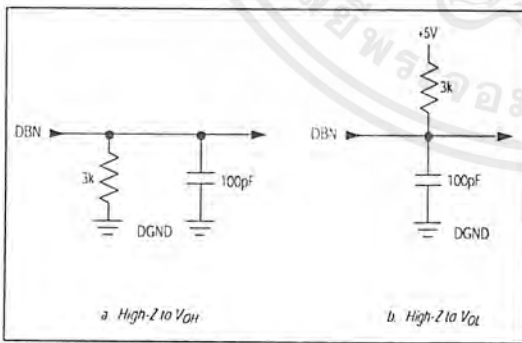 +5V
3k
DBN
DBN
3k
100pF
100pF
DGND
DGND
a. High-Z to VOH
b. High-Z to VOL